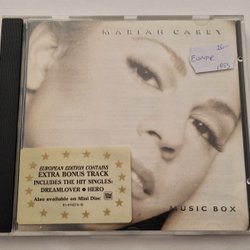 MARIAH CAREY
EUROPE
EUROPEAN EDITION CONTAINS
EXTRA BONUS TRACK
INCLUDES THE HIT SINGLES:
DREAMLOVER ● HERO
Also available on Mini Disc
MUSIC BOX